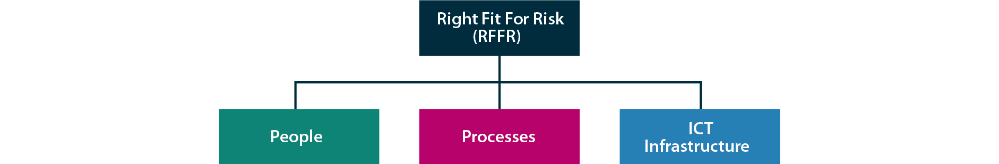 Right Fit For Risk
(RFFR)
People
Processes
ICT
Infrastructure